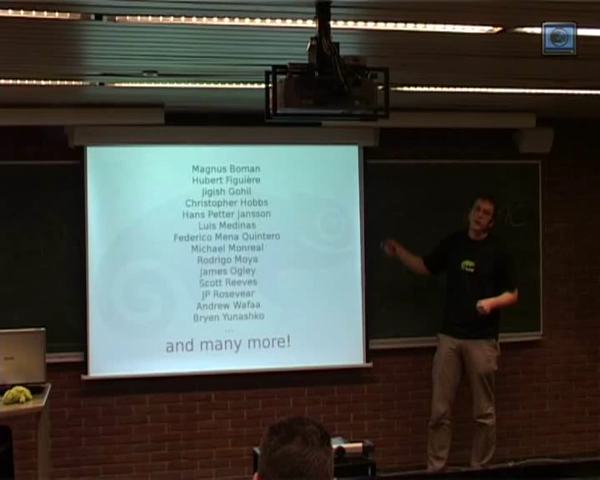 Magnus Boman
Hubert Figuière
Jigish Gohil
Christopher Hobbs
Hans Petter Jansson
Luis Medinas
Federico Mena Quintero
Michael Monreal
Rodrigo Moya
James Ogley
Scott Reeves
JP Rosevear
Andrew Wafaa
Bryen Yunashko
...
and many more!